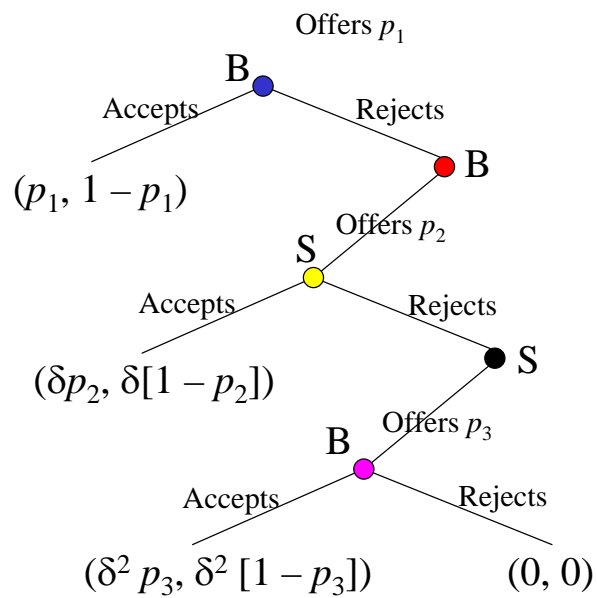 Offers p₁
B
Accepts Rejects
B
(p₁, 1 – p₁)
Offers p₂
S
Accepts Rejects
S
(δp₂, δ[1 – p₂])
Offers p₃
B
Accepts Rejects
(δ² p₃, δ² [1 – p₃]) (0, 0)